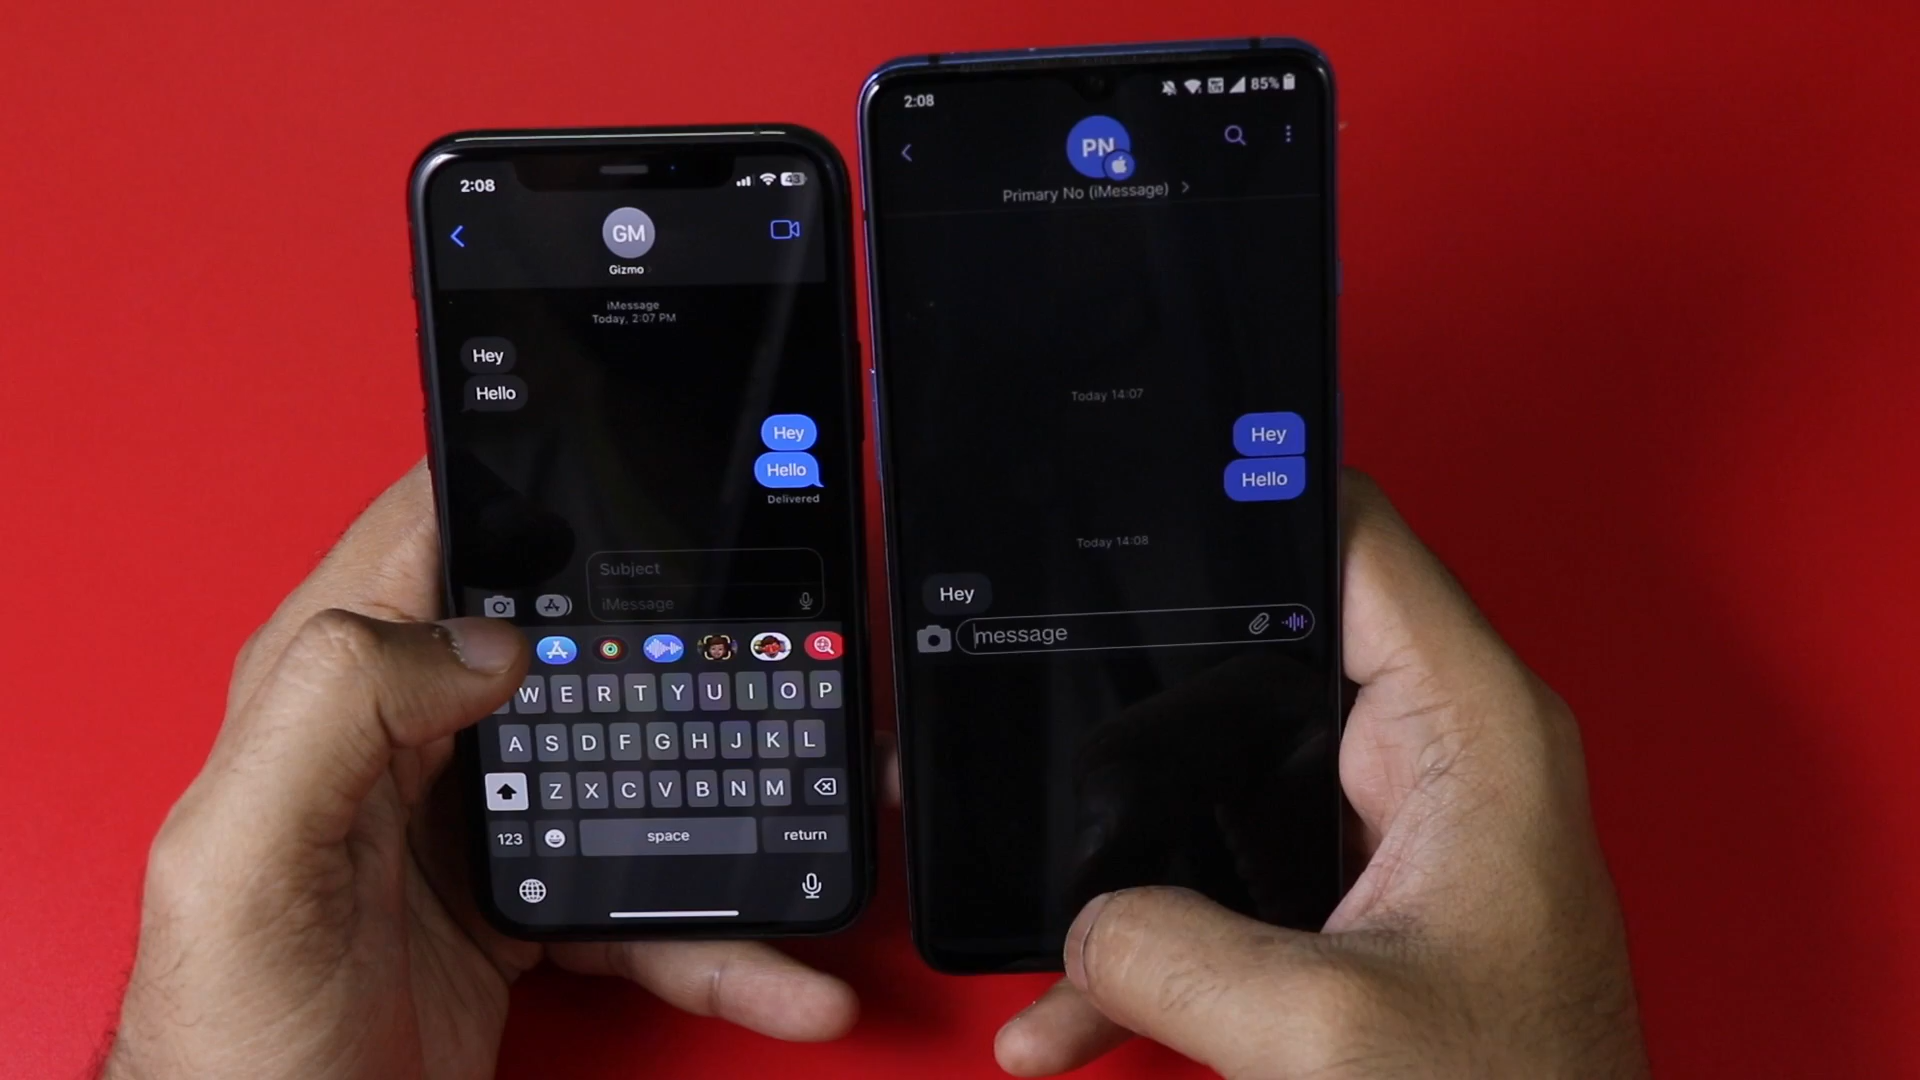 2:08
43
GM
Gizmo
iMessage
Today, 2:07 PM
Hey
Hello
Hey
Hello
Delivered
Subject
iMessage
W E R T Y U I O P
A S D F G H J K L
Z X C V B N M
123
space
return
2:08
85%
PN
Primary No (iMessage)
Today 14:07
Hey
Hello
Today 14:08
Hey
message